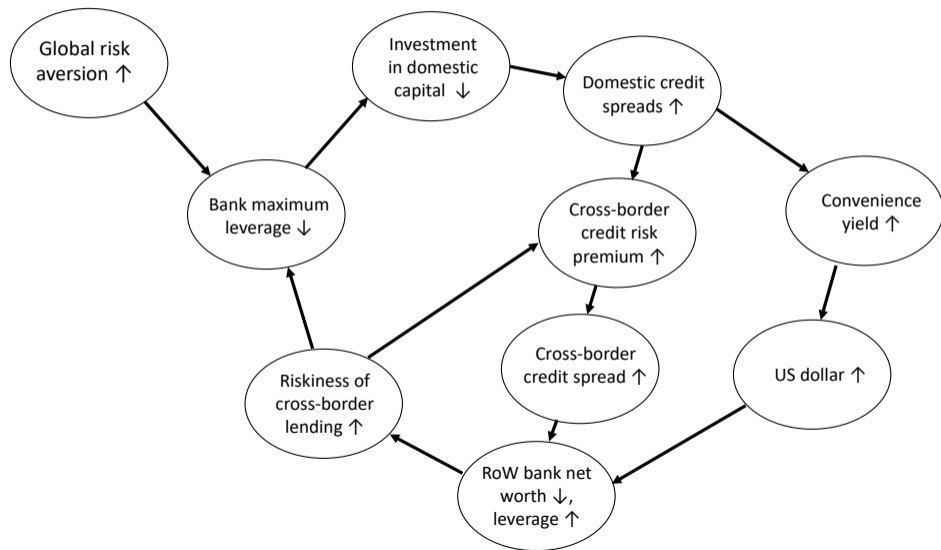 Global risk
aversion ↑
Investment
in domestic
capital ↓
Domestic credit
spreads ↑
Bank maximum
leverage ↓
Cross-border
credit risk
premium ↑
Convenience
yield ↑
Riskiness of
cross-border
lending ↑
Cross-border
credit spread ↑
US dollar ↑
RoW bank net
worth ↓,
leverage ↑